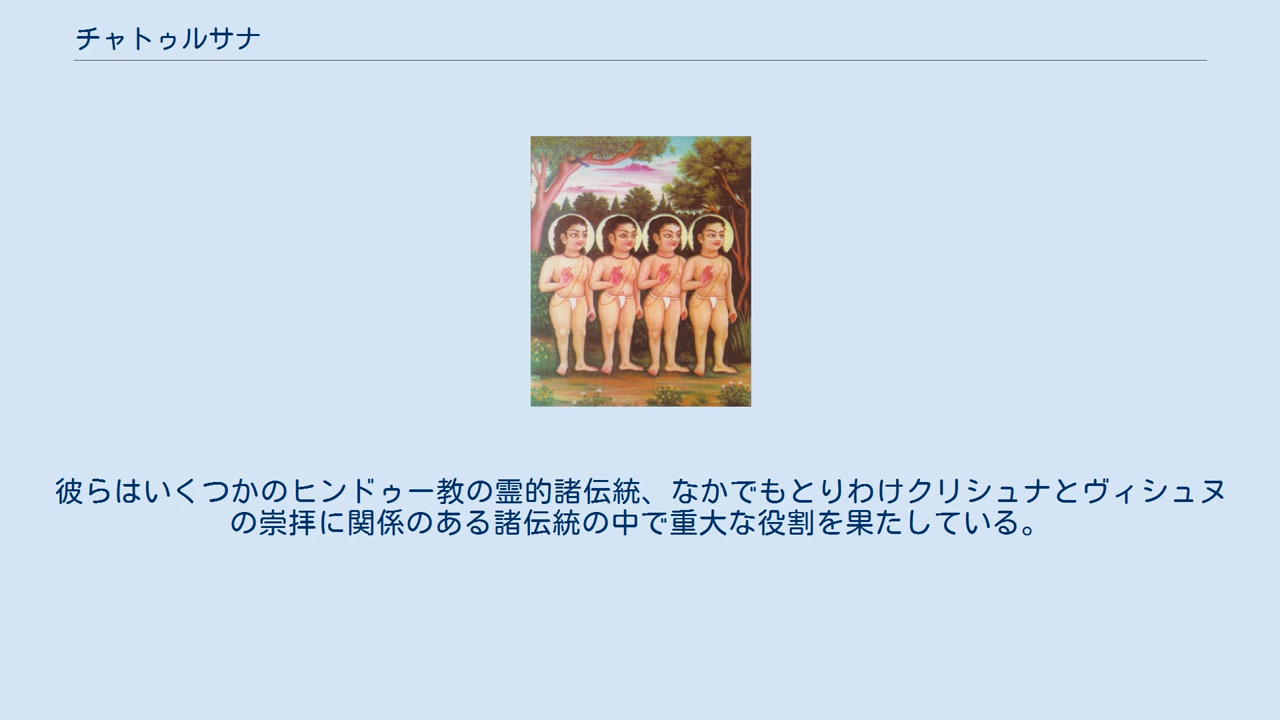 チャトゥルサナ
彼らはいくつかのヒンドゥー教の霊的諸伝統、なかでもとりわけクリシュナとヴィシュヌ
の崇拝に関係のある諸伝統の中で重大な役割を果たしている。